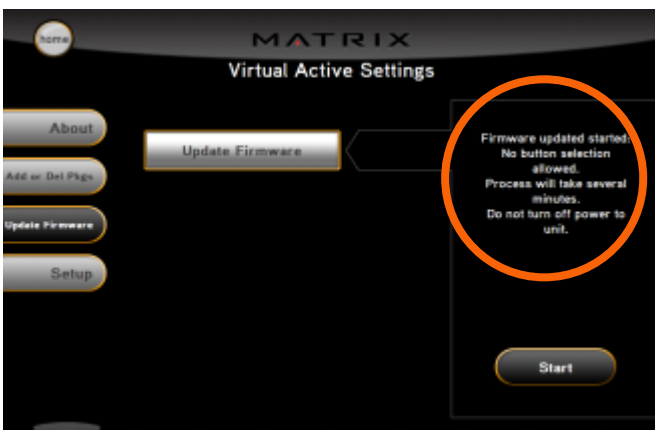 home
MATRIX
Virtual Active Settings
About
Add or Del Pkgs
Update Firmware
Setup
Update Firmware
Firmware updated started:
No button selection
allowed.
Process will take several
minutes.
Do not turn off power to
unit.
Start